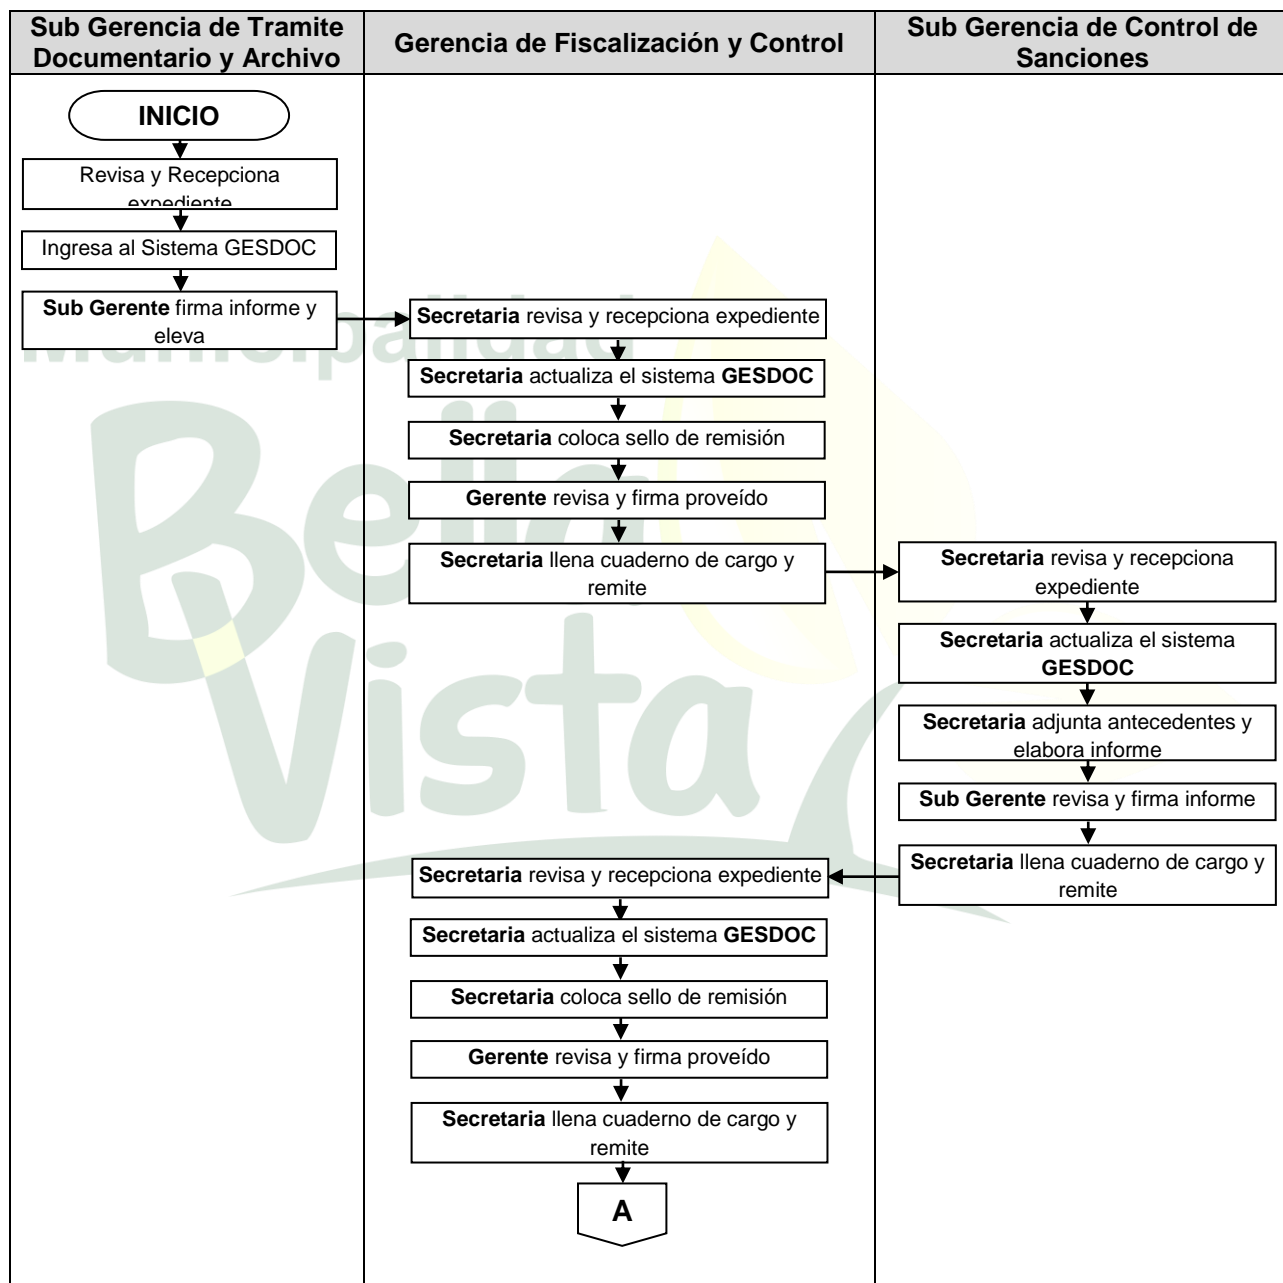 Sub Gerencia de Tramite
Documentario y Archivo
Gerencia de Fiscalización y Control
Sub Gerencia de Control de
Sanciones
INICIO
Revisa y Recepciona
expediente
Ingresa al Sistema GESDOC
Sub Gerente firma informe y
eleva
Secretaria revisa y recepciona expediente
Secretaria actualiza el sistema GESDOC
Secretaria coloca sello de remisión
Gerente revisa y firma proveído
Secretaria llena cuaderno de cargo y
remite
Secretaria revisa y recepciona
expediente
Secretaria actualiza el sistema
GESDOC
Secretaria adjunta antecedentes y
elabora informe
Sub Gerente revisa y firma informe
Secretaria llena cuaderno de cargo y
remite
Secretaria revisa y recepciona expediente
Secretaria actualiza el sistema GESDOC
Secretaria coloca sello de remisión
Gerente revisa y firma proveído
Secretaria llena cuaderno de cargo y
remite
A
Municipalidad
Bella
Vista